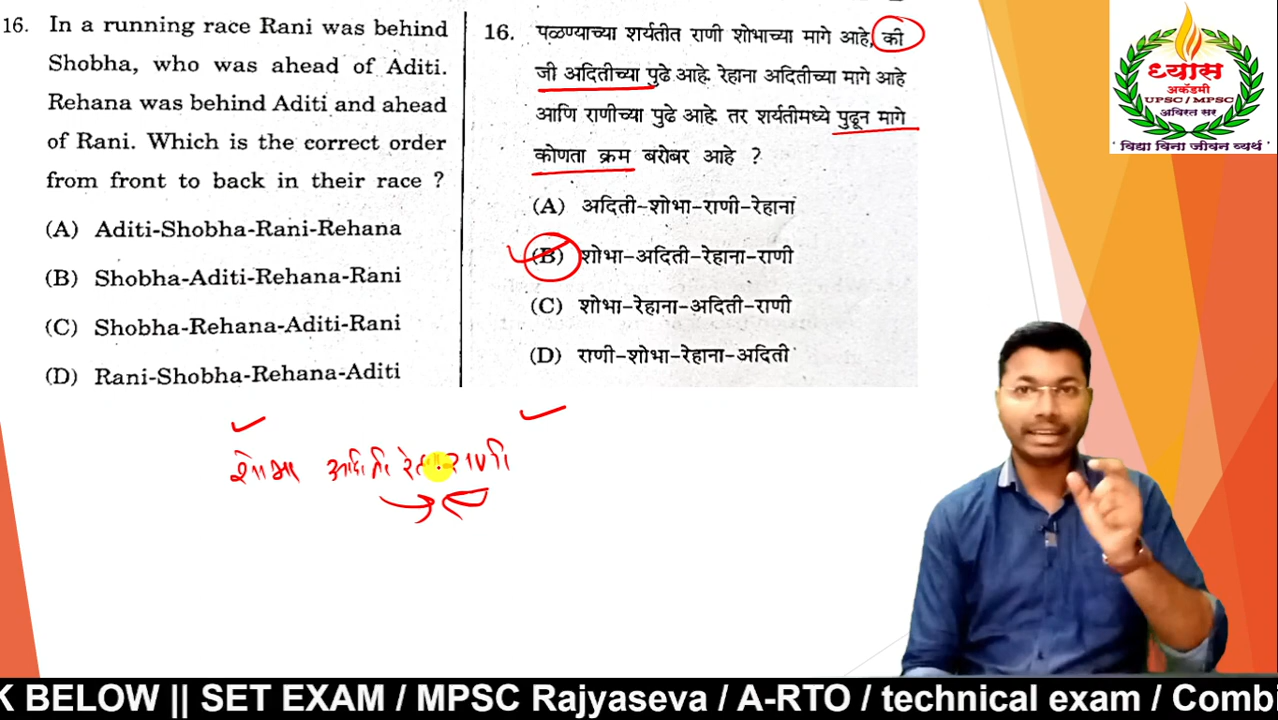 16. In a running race Rani was behind
Shobha, who was ahead of Aditi.
Rehana was behind Aditi and ahead
of Rani. Which is the correct order
from front to back in their race ?
(A) Aditi-Shobha-Rani-Rehana
(B) Shobha-Aditi-Rehana-Rani
(C) Shobha-Rehana-Aditi-Rani
(D) Rani-Shobha-Rehana-Aditi
16. पळण्याच्या शर्यतीत राणी शोभाच्या मागे आहे, की
जी अदितीच्या पुढे आहे. रेहाना अदितीच्या मागे आहे
आणि राणीच्या पुढे आहे. तर शर्यतीमध्ये पुढून मागे
कोणता क्रम बरोबर आहे ?
(A) अदिती-शोभा-राणी-रेहाना
(B) शोभा-अदिती-रेहाना-राणी
(C) शोभा-रेहाना-अदिती-राणी
(D) राणी-शोभा-रेहाना-अदिती
शोभा अदिती राणी
ध्यास
अकॅडमी
UPSC / MPSC
अविरत सर
' विद्या विना जीवन व्यर्थ '
K BELOW || SET EXAM / MPSC Rajyaseva / A-RTO / technical exam / Combi